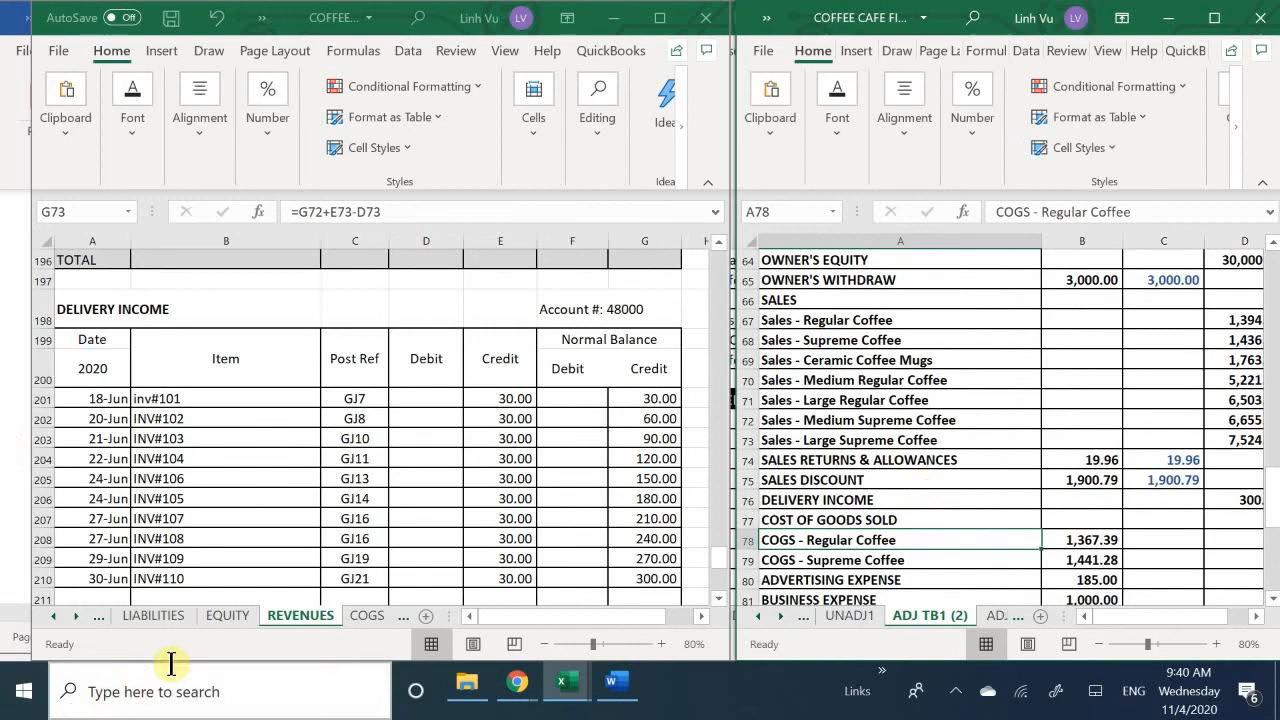 AutoSave Off COFFEE... Linh Vu LV
File Home Insert Draw Page Layout Formulas Data Review View Help QuickBooks
Clipboard Font Alignment Number
Conditional Formatting
Format as Table
Cell Styles
Styles
Cells Editing Idea
Idea
G73 fx =G72+E73-D73
A B C D E F G H
196 TOTAL
197
198 DELIVERY INCOME Account #: 48000
199 Date Item Post Ref Debit Credit Normal Balance
200 2020 Debit Credit
201 18-Jun inv#101 GJ7 30.00 30.00
202 20-Jun INV#102 GJ8 30.00 60.00
203 21-Jun INV#103 GJ10 30.00 90.00
204 22-Jun INV#104 GJ11 30.00 120.00
205 24-Jun INV#106 GJ13 30.00 150.00
206 24-Jun INV#105 GJ14 30.00 180.00
207 27-Jun INV#107 GJ16 30.00 210.00
208 27-Jun INV#108 GJ16 30.00 240.00
209 29-Jun INV#109 GJ19 30.00 270.00
210 30-Jun INV#110 GJ21 30.00 300.00
211
... LIABILITIES EQUITY REVENUES COGS ...
Ready 80%
COFFEE CAFE FI... Linh Vu LV
File Home Insert Draw Page La Formul Data Review View Help QuickB
Clipboard Font Alignment Number
Conditional Formatting
Format as Table
Cell Styles
Styles
A78 fx COGS - Regular Coffee
A B C D
64 OWNER'S EQUITY 30,000
65 OWNER'S WITHDRAW 3,000.00 3,000.00
66 SALES
67 Sales - Regular Coffee 1,394
68 Sales - Supreme Coffee 1,436
69 Sales - Ceramic Coffee Mugs 1,763
70 Sales - Medium Regular Coffee 5,221
71 Sales - Large Regular Coffee 6,503
72 Sales - Medium Supreme Coffee 6,655
73 Sales - Large Supreme Coffee 7,524
74 SALES RETURNS & ALLOWANCES 19.96 19.96
75 SALES DISCOUNT 1,900.79 1,900.79
76 DELIVERY INCOME 300.
77 COST OF GOODS SOLD
78 COGS - Regular Coffee 1,367.39
79 COGS - Supreme Coffee 1,441.28
80 ADVERTISING EXPENSE 185.00
81 BUSINESS EXPENSE 1,000.00
... UNADJ1 ADJ TB1 (2) AD. ...
80%
Type here to search
Links
ENG
9:40 AM
Wednesday
11/4/2020
6